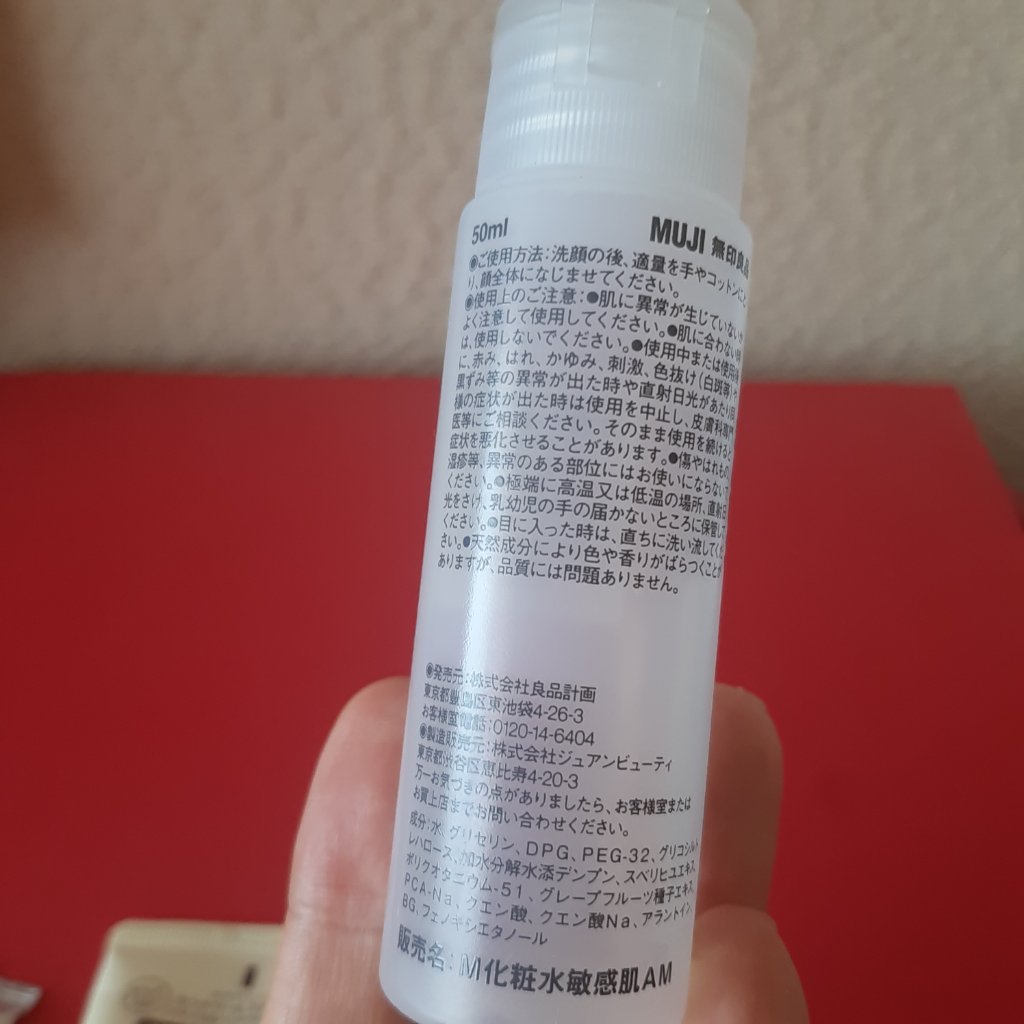 50ml
MUJI 無印良品
●ご使用方法：洗顔の後、適量を手やコットンにと
り、顔全体になじませてください。
●使用上のご注意：●肌に異常が生じていないか
よく注意して使用してください。●肌に合わない時
は、使用しないでください。●使用中または使用後
に、赤み、はれ、かゆみ、刺激、色抜け（白斑等）や
黒ずみ等の異常が出た時や直射日光があたり同
様の症状が出た時は使用を中止し、皮膚科専門
医等にご相談ください。そのまま使用を続けると
症状を悪化させることがあります。●傷やはれもの、
湿疹等、異常のある部位にはお使いにならないで
ください。●極端に高温又は低温の場所、直射日
光をさけ、乳幼児の手の届かないところに保管して
ください。●目に入った時は、直ちに洗い流してくだ
さい。●天然成分により色や香りがばらつくことが
ありますが、品質には問題ありません。
●発売元：株式会社良品計画
東京都豊島区東池袋4-26-3
お客様室電話：0120-14-6404
●製造販売元：株式会社ジュアンビューティ
東京都渋谷区恵比寿4-20-3
万一お気づきの点がありましたら、お客様室または
お買上店までお問い合わせください。
成分：水、グリセリン、DPG、PEG-32、グリコシルト
レハロース、加水分解水添デンプン、スベリヒユエキス、
ポリクオタニウム-51、グレープフルーツ種子エキス、
PCA-Na、クエン酸、クエン酸Na、アラントイン、
BG、フェノキシエタノール
販売名：M化粧水敏感肌AM